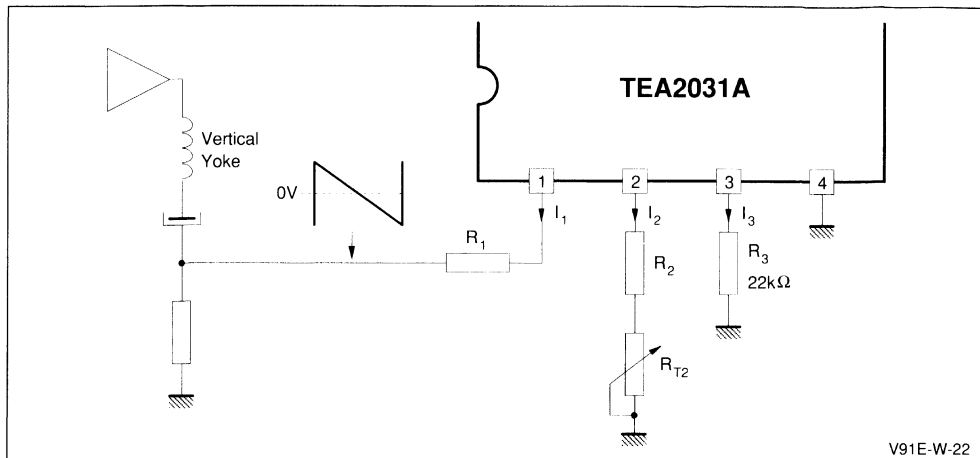 TEA2031A
Vertical
Yoke
0V
1
2
3
4
I1
I2
I3
R1
R2
R3
22kΩ
RT2
V91E-W-22